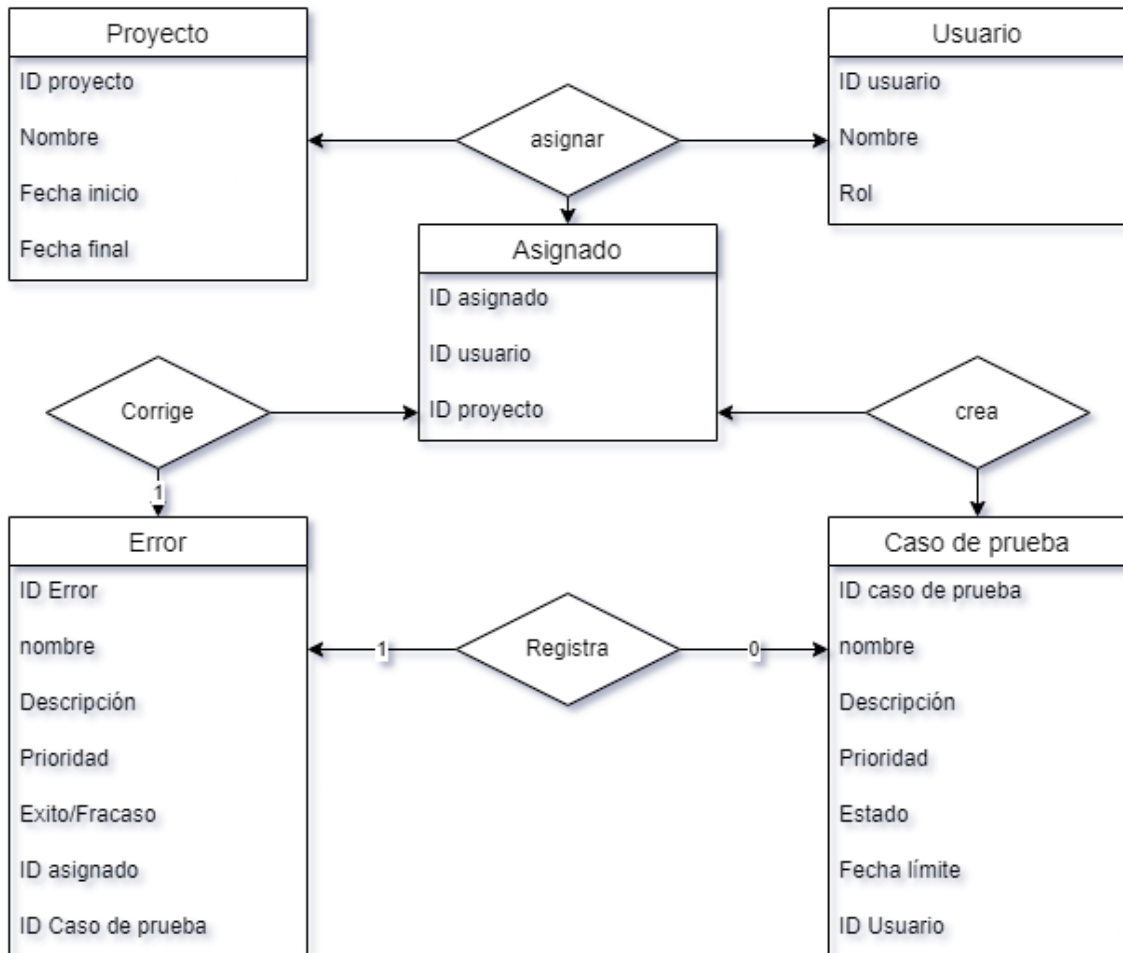 Proyecto
ID proyecto
Nombre
Fecha inicio
Fecha final
asignar
Usuario
ID usuario
Nombre
Rol
Asignado
ID asignado
ID usuario
ID proyecto
Corrige
1
crea
Error
ID Error
nombre
Descripción
Prioridad
Exito/Fracaso
ID asignado
ID Caso de prueba
1
Registra
0
Caso de prueba
ID caso de prueba
nombre
Descripción
Prioridad
Estado
Fecha límite
ID Usuario